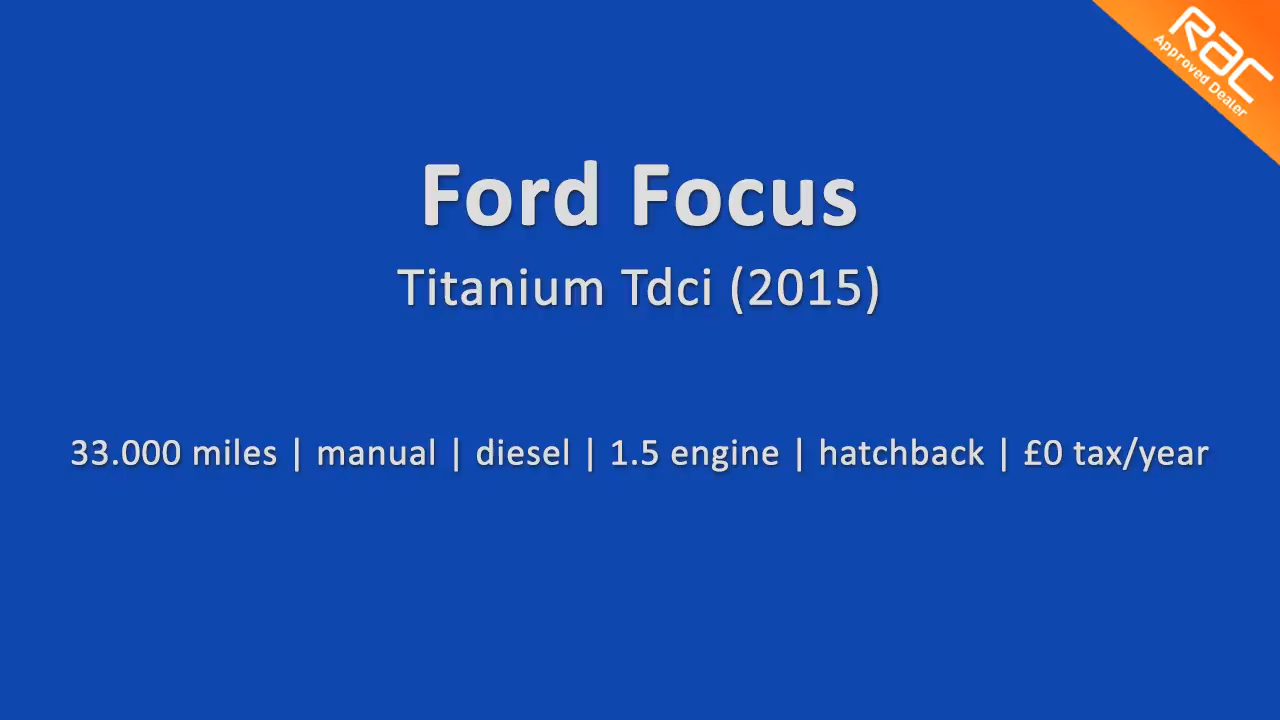 RAC
Approved Dealer
Ford Focus
Titanium Tdci (2015)
33.000 miles | manual | diesel | 1.5 engine | hatchback | £0 tax/year